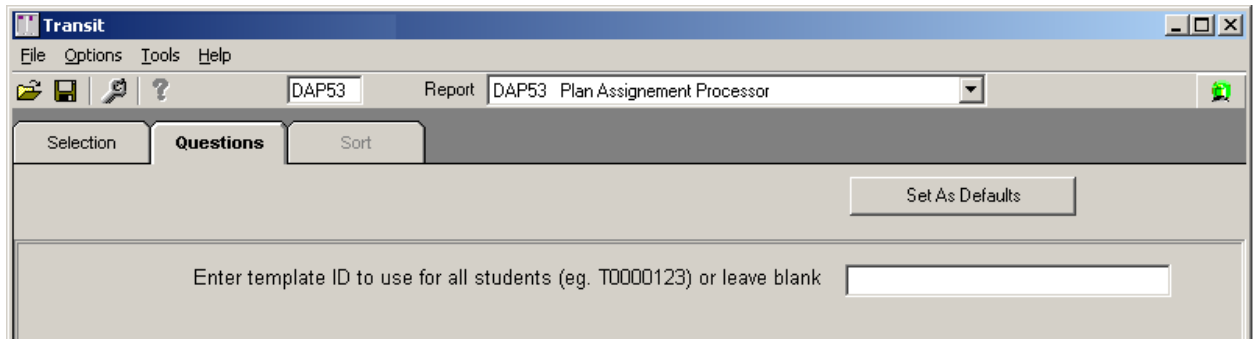 Transit
File Options Tools Help
DAP53 Report DAP53 Plan Assignement Processor
Selection Questions Sort
Set As Defaults
Enter template ID to use for all students (eg. T0000123) or leave blank